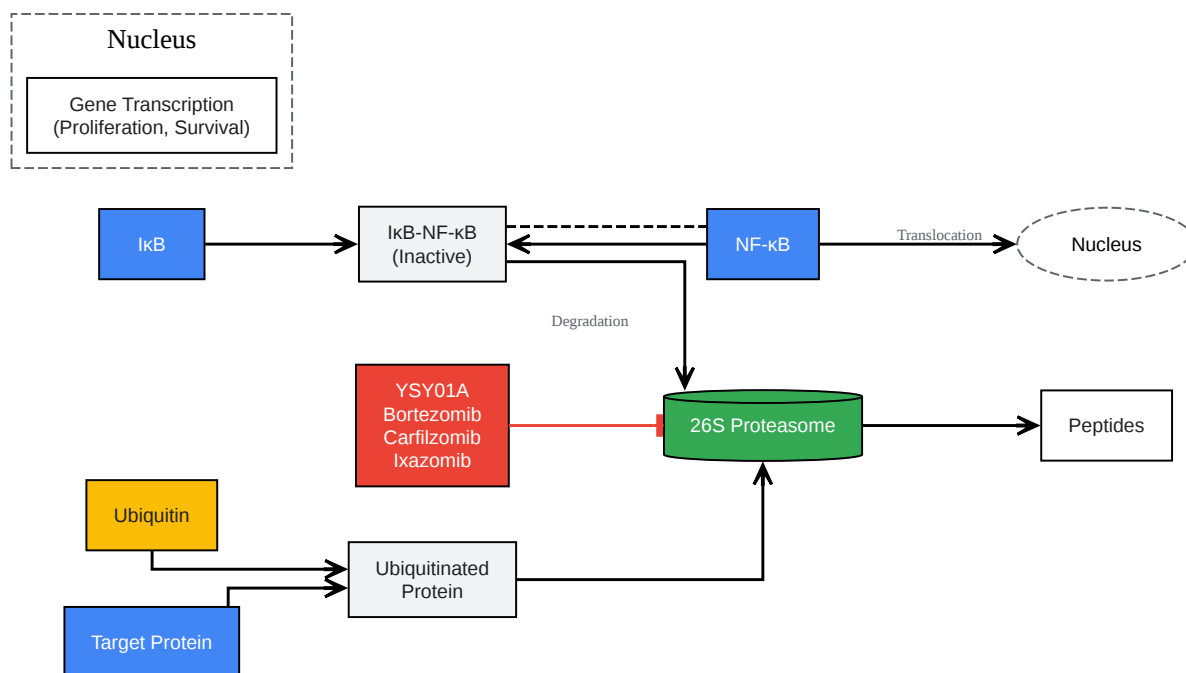 Nucleus
Gene Transcription
(Proliferation, Survival)
IκB
IκB-NF-κB
(Inactive)
NF-κB
Translocation
Nucleus
Degradation
YSY01A
Bortezomib
Carfilzomib
Ixazomib
26S Proteasome
Peptides
Ubiquitin
Ubiquitinated
Protein
Target Protein